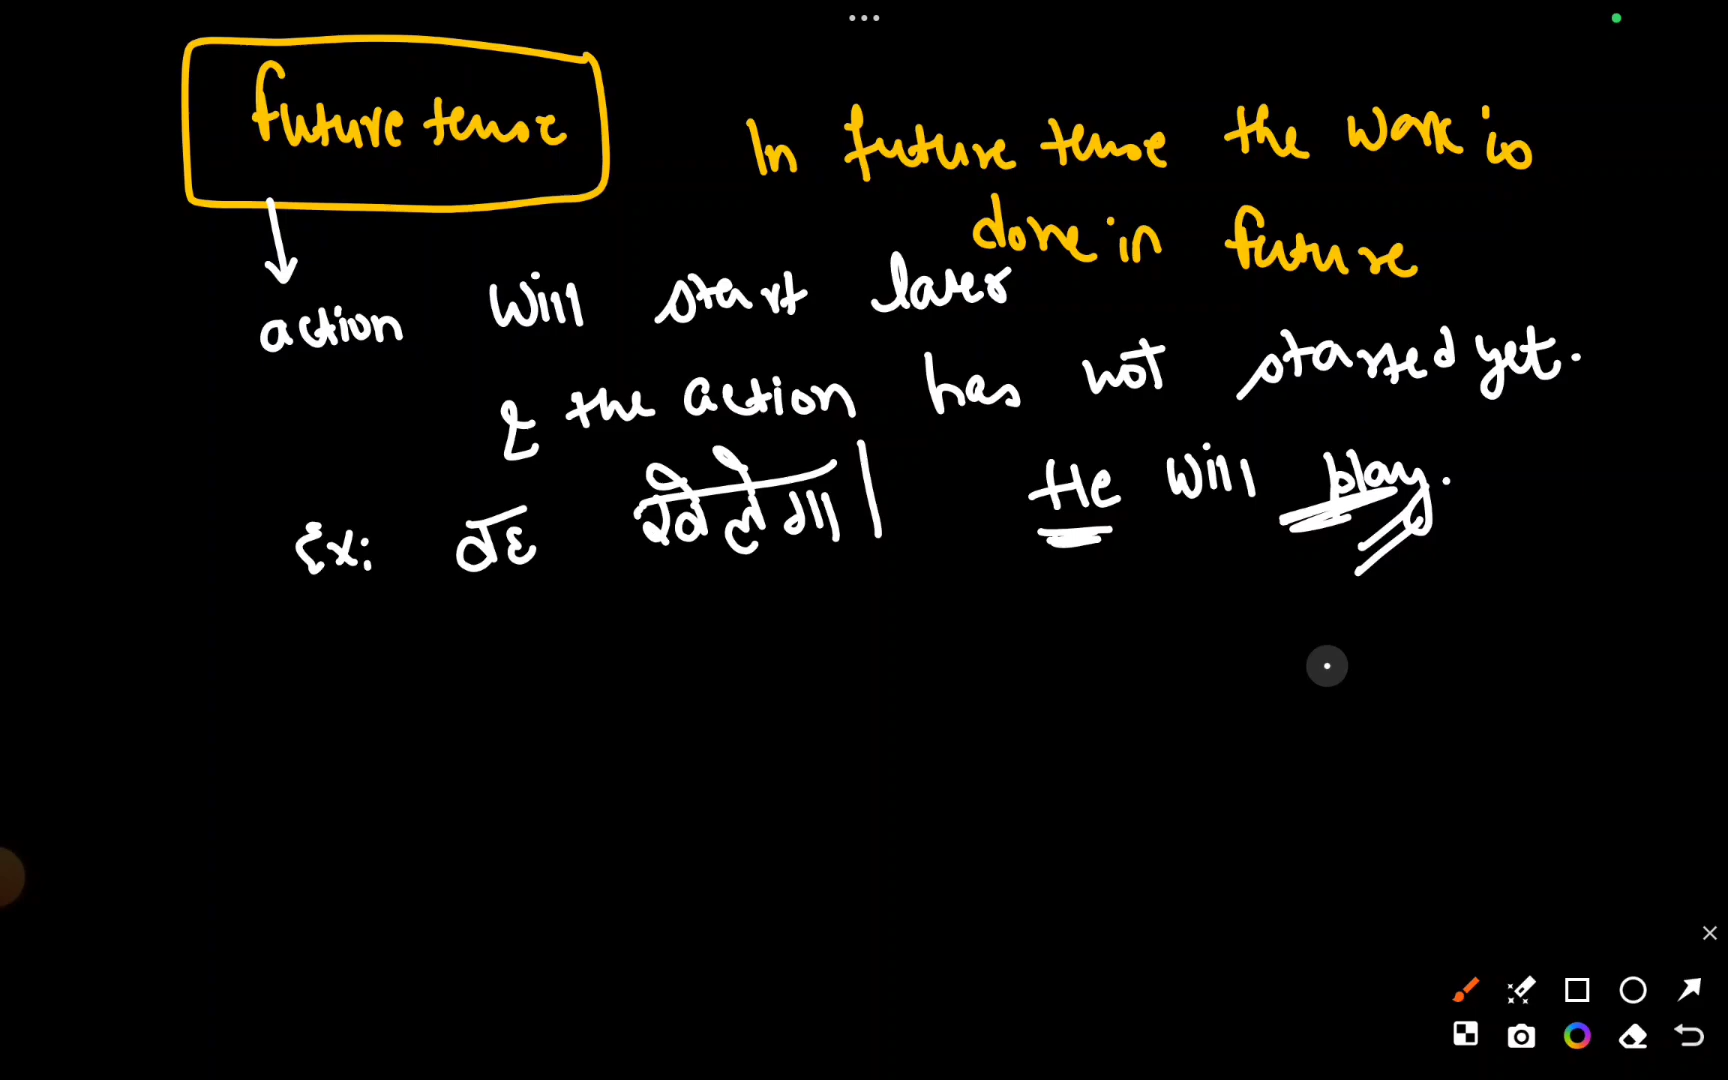 future tense
In future tense the work is
done in future
action will start later
& the action has not started yet.
Ex: वह खेलेगा। He will play.